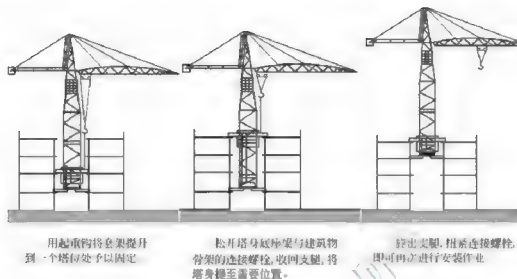 用起重钩将套架提升
到一个塔位处予以固定
松开塔身底座架与建筑物
骨架的连接螺栓,收回支腿,将
塔身提至需要位置。
旋出支腿,扭紧连接螺栓,
即可再次进行安装作业